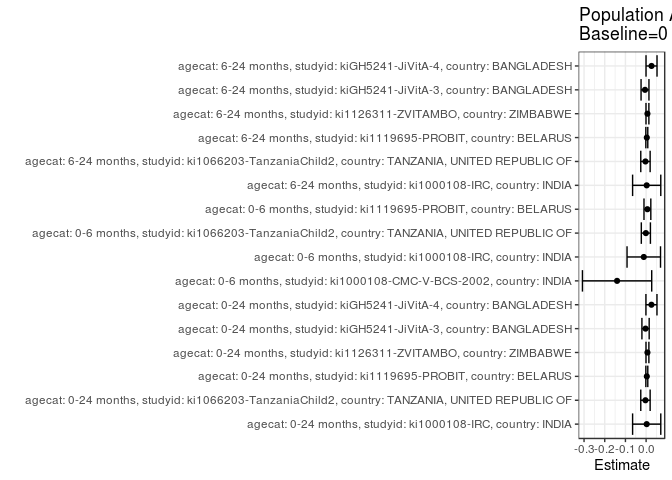 Population
Baseline=0
agecat: 6-24 months, studyid: kiGH5241-JiVitA-4, country: BANGLADESH
agecat: 6-24 months, studyid: kiGH5241-JiVitA-3, country: BANGLADESH
agecat: 6-24 months, studyid: ki1126311-ZVITAMBO, country: ZIMBABWE
agecat: 6-24 months, studyid: ki1119695-PROBIT, country: BELARUS
agecat: 6-24 months, studyid: ki1066203-TanzaniaChild2, country: TANZANIA, UNITED REPUBLIC OF
agecat: 6-24 months, studyid: ki1000108-IRC, country: INDIA
agecat: 0-6 months, studyid: ki1119695-PROBIT, country: BELARUS
agecat: 0-6 months, studyid: ki1066203-TanzaniaChild2, country: TANZANIA, UNITED REPUBLIC OF
agecat: 0-6 months, studyid: ki1000108-IRC, country: INDIA
agecat: 0-6 months, studyid: ki1000108-CMC-V-BCS-2002, country: INDIA
agecat: 0-24 months, studyid: kiGH5241-JiVitA-4, country: BANGLADESH
agecat: 0-24 months, studyid: kiGH5241-JiVitA-3, country: BANGLADESH
agecat: 0-24 months, studyid: ki1126311-ZVITAMBO, country: ZIMBABWE
agecat: 0-24 months, studyid: ki1119695-PROBIT, country: BELARUS
agecat: 0-24 months, studyid: ki1066203-TanzaniaChild2, country: TANZANIA, UNITED REPUBLIC OF
agecat: 0-24 months, studyid: ki1000108-IRC, country: INDIA
-0.3 -0.2 -0.1 0.0
Estimate